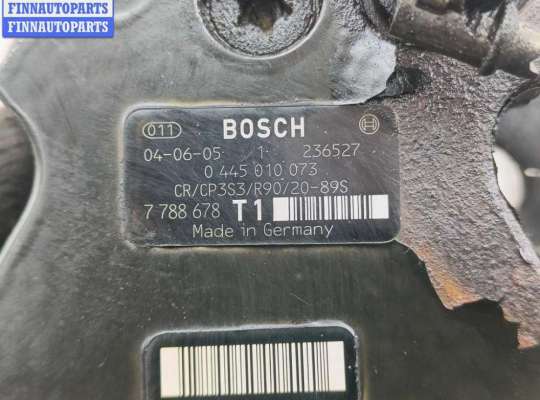 FINNAUTOPARTS
FINNAUTOPARTS
011 BOSCH
04-06-05 1 236527
0 445 010 073
CR/CP3S3/R90/20-89S
7 788 678 T1
Made in Germany